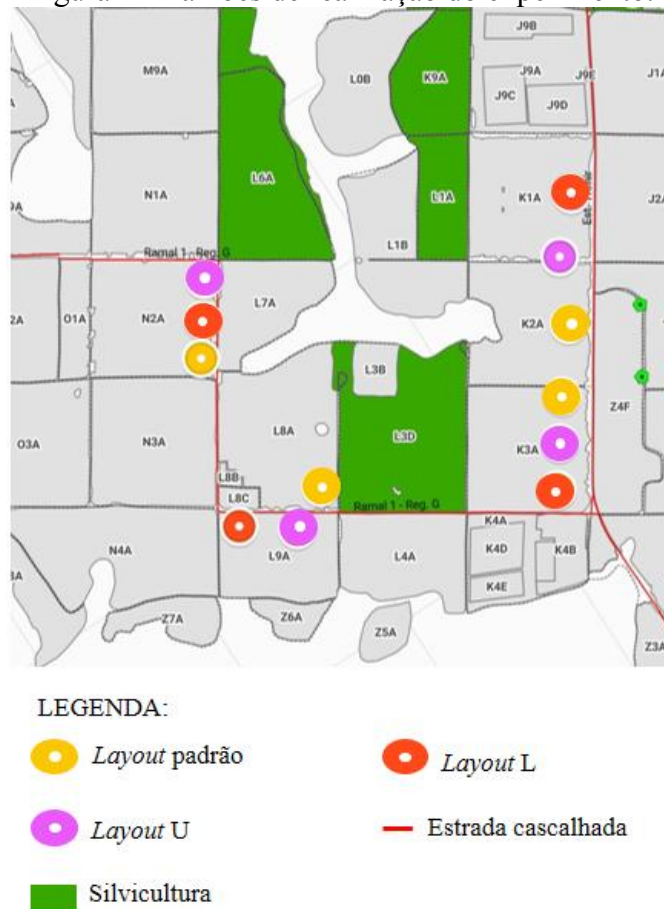 J9B
M9A
L0B
K9A
J9A
J9E
J1A
J9C
J9D
L6A
N1A
L1A
K1A
J2A
L1B
Ramal 1 - Reg. G
L7A
2A
O1A
N2A
K2A
L3B
Z4F
O3A
N3A
L8A
L3D
K3A
L8B
L8C
Ramal 1 - Reg. G
K4A
N4A
L9A
L4A
K4D
K4B
K4E
Z7A
Z6A
Z5A
Z3A
LEGENDA:
Layout padrão
Layout L
Layout U
Estrada cascalhada
Silvicultura